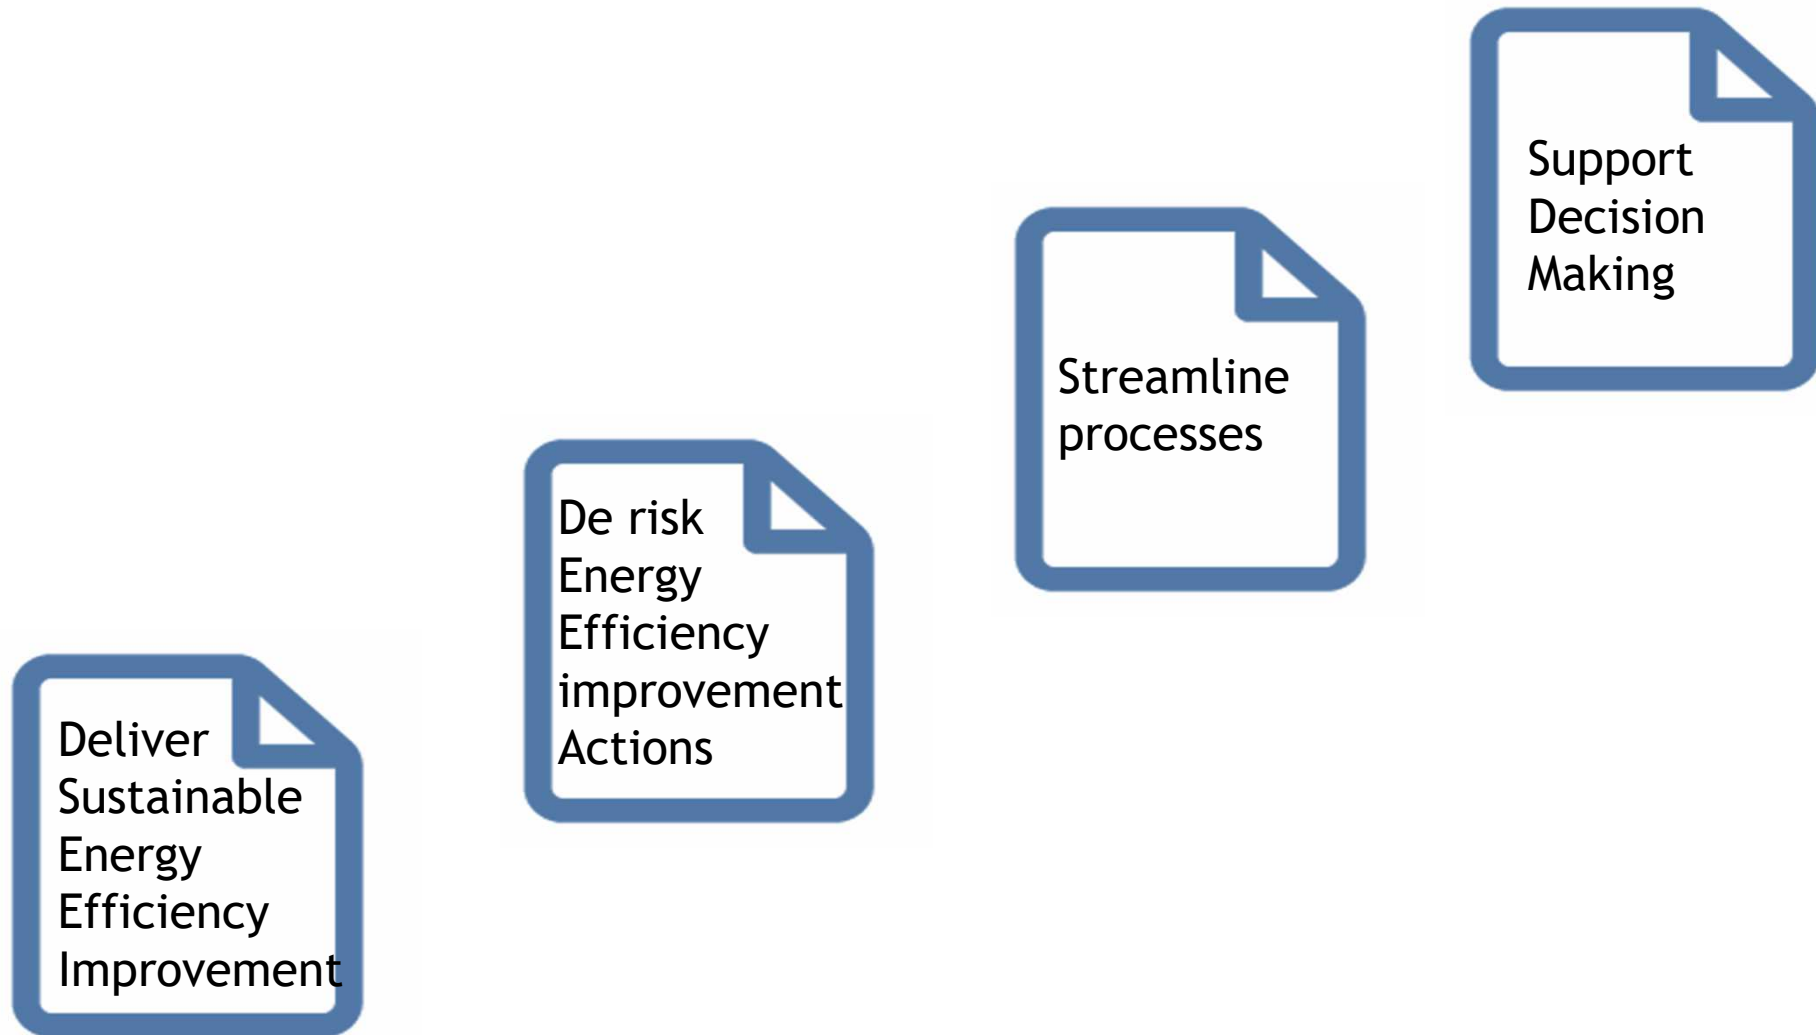 Deliver
Sustainable
Energy
Efficiency
Improvement
De risk
Energy
Efficiency
improvement
Actions
Streamline
processes
Support
Decision
Making